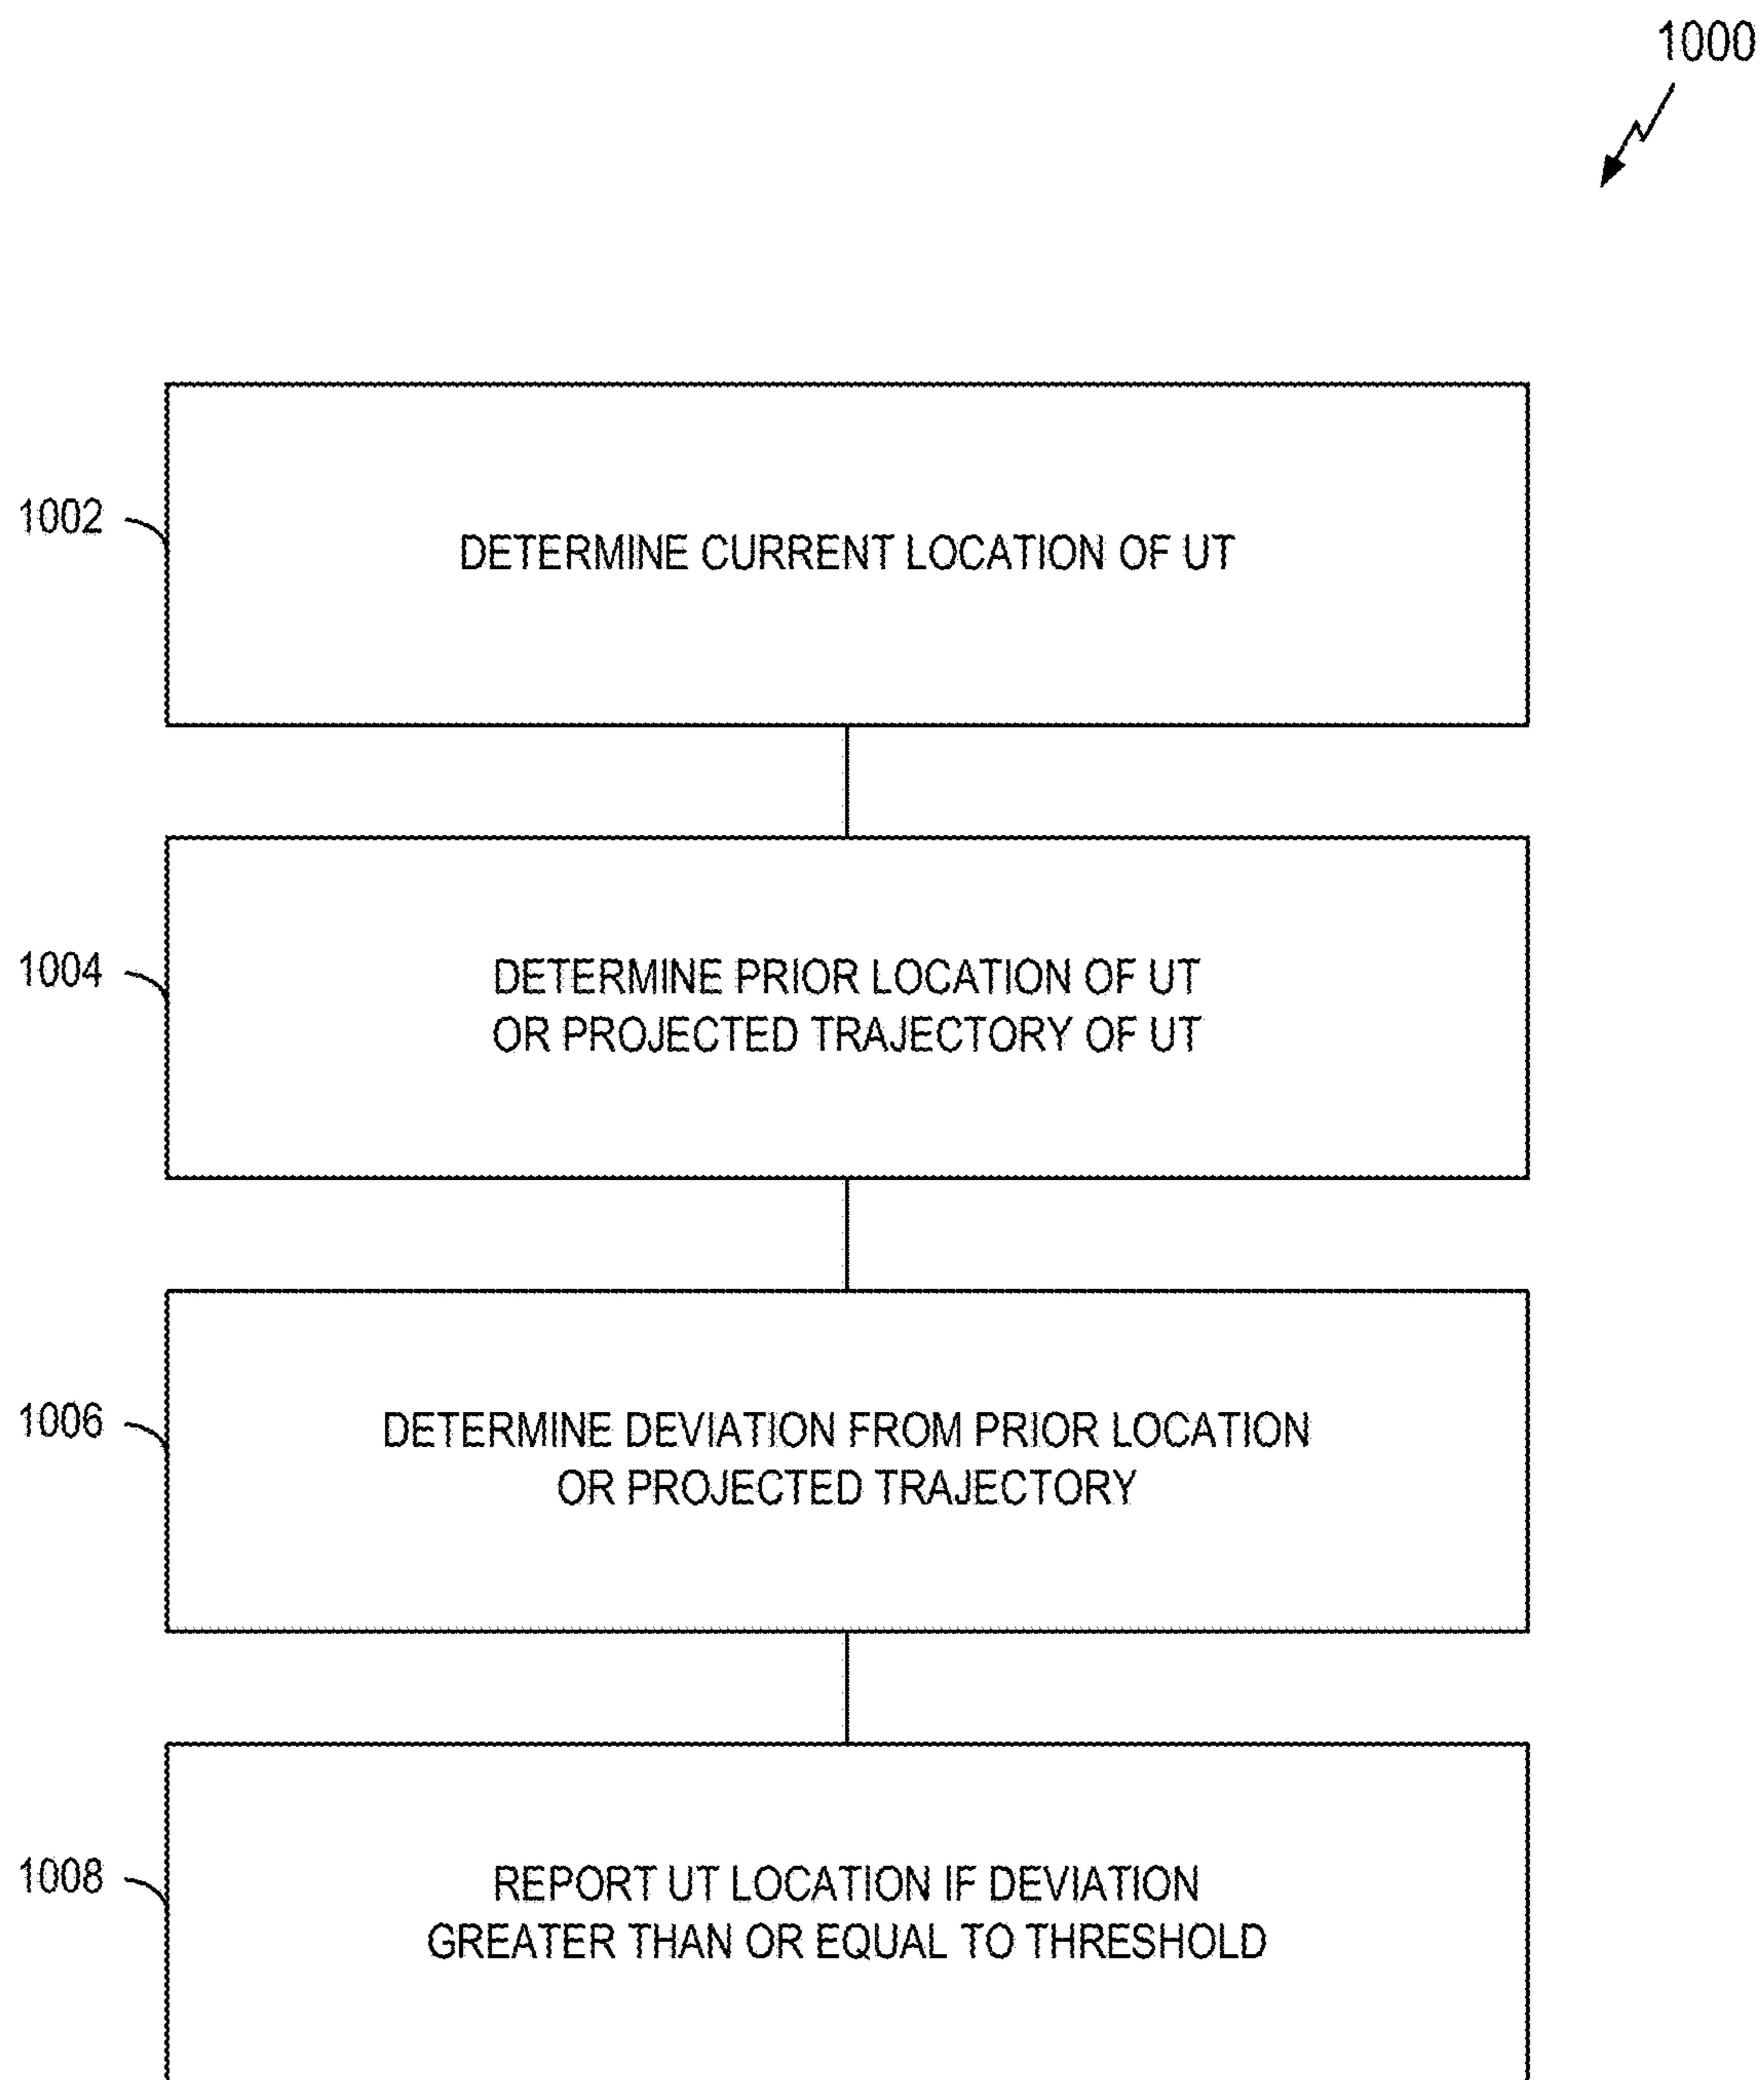 1000
1002
DETERMINE CURRENT LOCATION OF UT
1004
DETERMINE PRIOR LOCATION OF UT
OR PROJECTED TRAJECTORY OF UT
1006
DETERMINE DEVIATION FROM PRIOR LOCATION
OR PROJECTED TRAJECTORY
1008
REPORT UT LOCATION IF DEVIATION
GREATER THAN OR EQUAL TO THRESHOLD